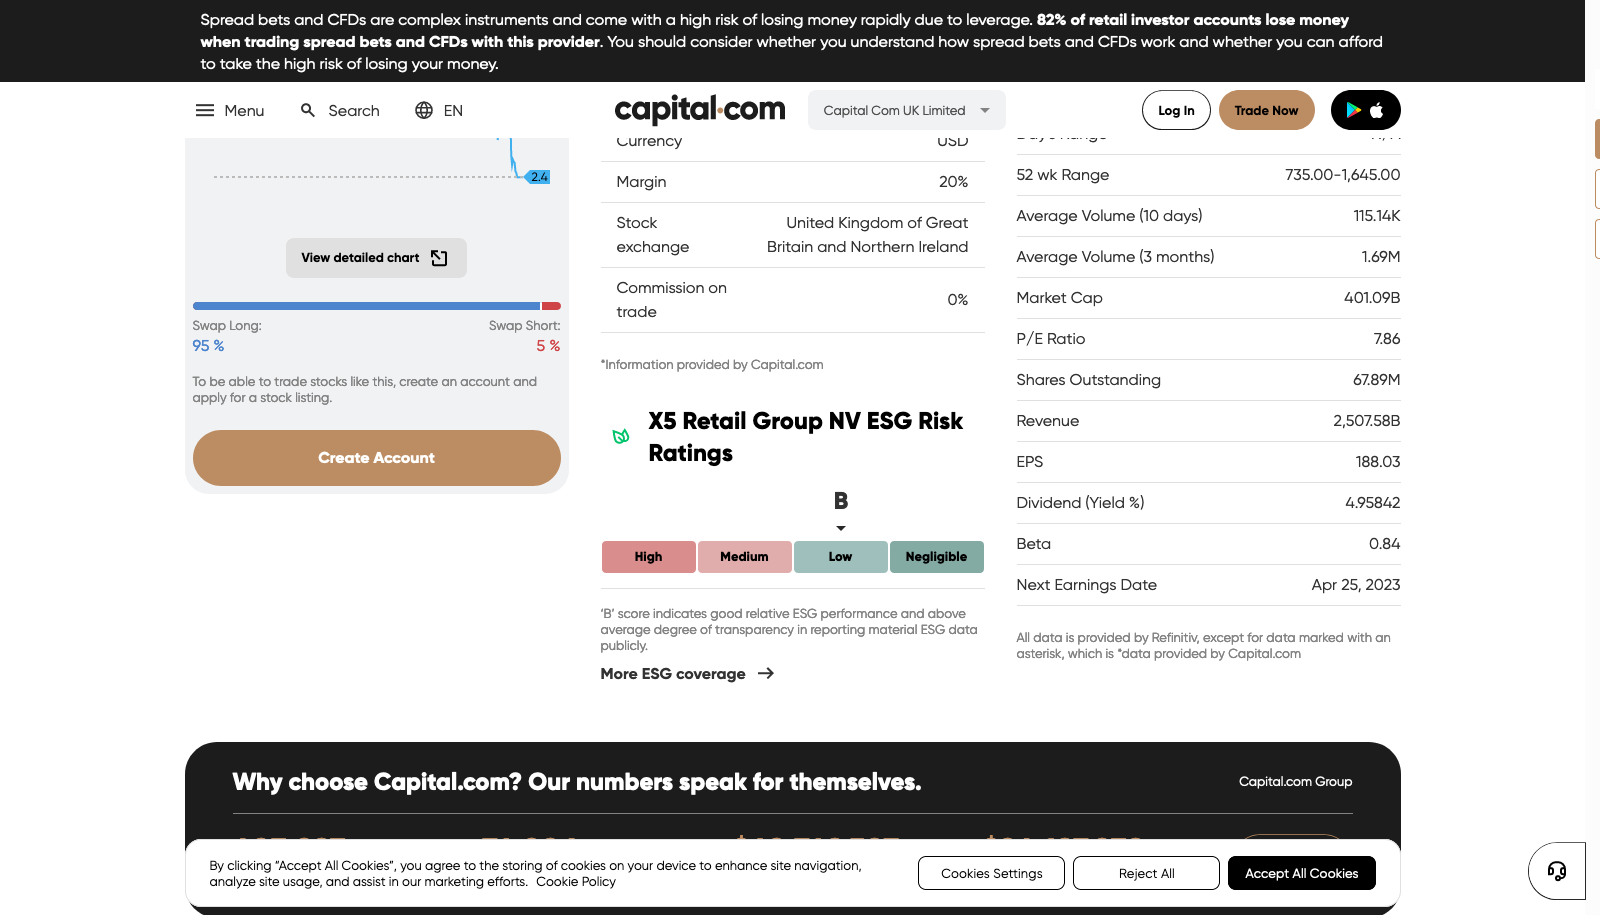 Spread bets and CFDs are complex instruments and come with a high risk of losing money rapidly due to leverage. 82% of retail investor accounts lose money
when trading spread bets and CFDs with this provider. You should consider whether you understand how spread bets and CFDs work and whether you can afford
to take the high risk of losing your money.
Menu
Search
EN
capital.com
Capital Com UK Limited
Log In
Trade Now
2.4
View detailed chart
Swap Long:
Swap Short:
95 %
5 %
To be able to trade stocks like this, create an account and
apply for a stock listing.
Create Account
Currency USD
Margin 20%
Stock
exchange
United Kingdom of Great
Britain and Northern Ireland
Commission on
trade
0%
*Information provided by Capital.com
X5 Retail Group NV ESG Risk
Ratings
B
High Medium Low Negligible
'B' score indicates good relative ESG performance and above
average degree of transparency in reporting material ESG data
publicly.
More ESG coverage
52 wk Range 735.00-1,645.00
Average Volume (10 days) 115.14K
Average Volume (3 months) 1.69M
Market Cap 401.09B
P/E Ratio 7.86
Shares Outstanding 67.89M
Revenue 2,507.58B
EPS 188.03
Dividend (Yield %) 4.95842
Beta 0.84
Next Earnings Date Apr 25, 2023
All data is provided by Refinitiv, except for data marked with an
asterisk, which is *data provided by Capital.com
Why choose Capital.com? Our numbers speak for themselves.
Capital.com Group
By clicking "Accept All Cookies", you agree to the storing of cookies on your device to enhance site navigation,
analyze site usage, and assist in our marketing efforts. Cookie Policy
Cookies Settings
Reject All
Accept All Cookies